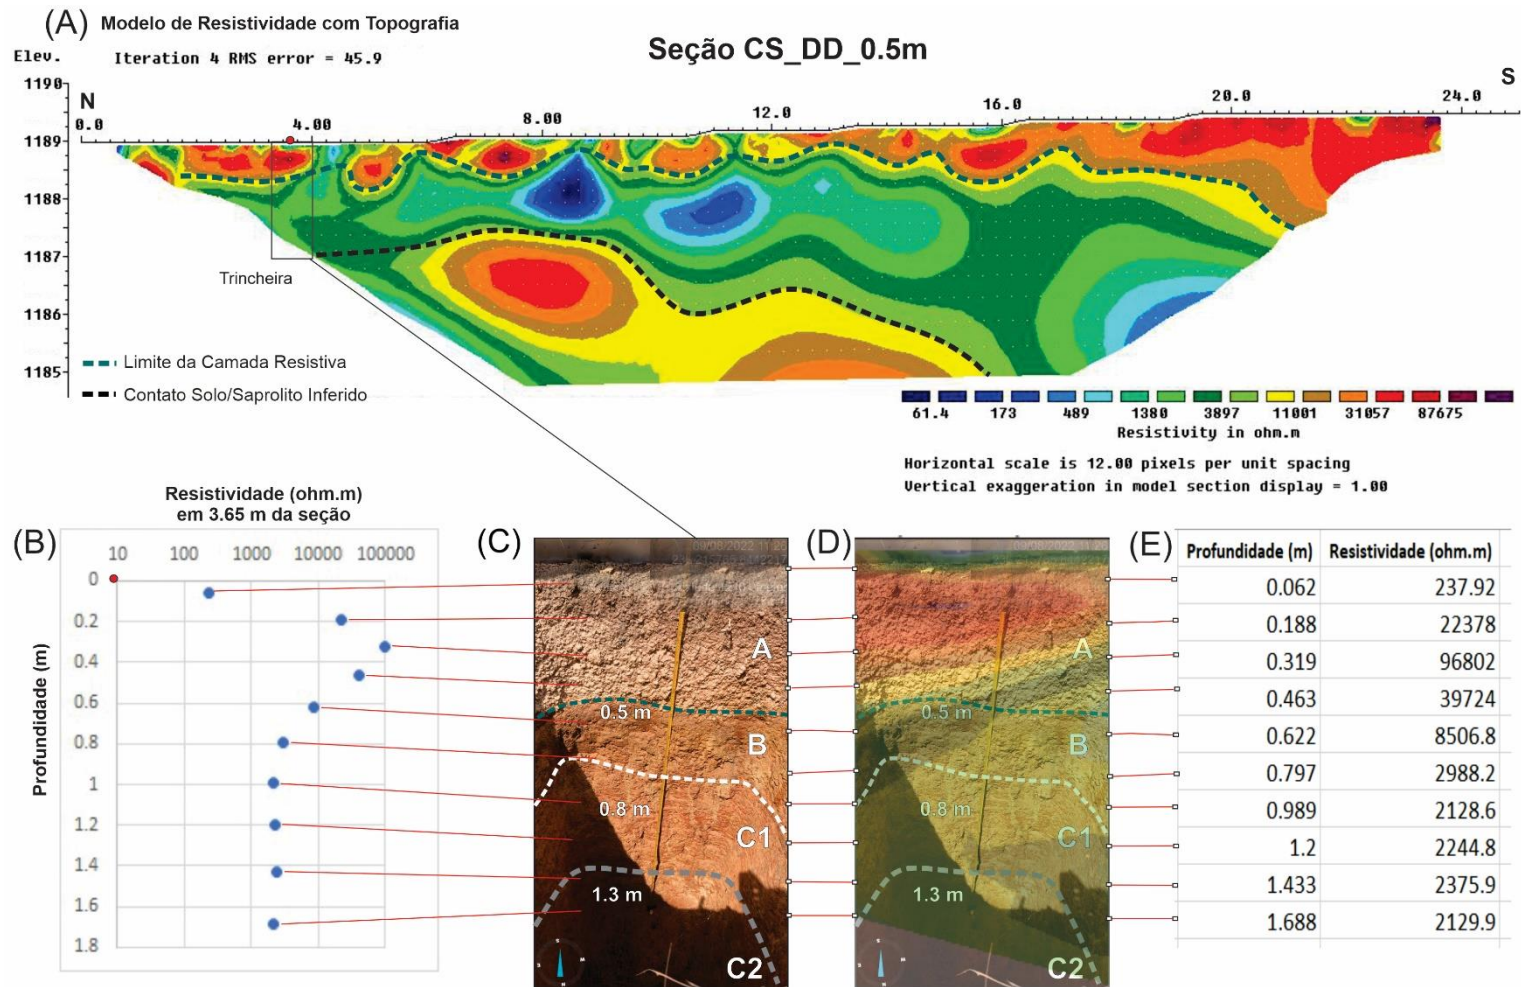 (A) Modelo de Resistividade com Topografia
Elev.
Iteration 4 RMS error = 45.9
Seção CS_DD_0.5m
1190
N
S
0.0
4.00
8.00
12.0
16.0
20.0
24.0
1189
1188
1187
Trincheira
1186
Limite da Camada Resistiva
1185
Contato Solo/Saprolito Inferido
61.4 173 489 1380 3897 11001 31057 87675
Resistivity in ohm.m
Horizontal scale is 12.00 pixels per unit spacing
Vertical exaggeration in model section display = 1.00
Resistividade (ohm.m)
em 3.65 m da seção
(B)
10 100 1000 10000 100000
Profundidade (m)
0
0.2
0.4
0.6
0.8
1
1.2
1.4
1.6
1.8
(C)
A
0.5 m
B
0.8 m
C1
1.3 m
C2
(D)
A
0.5 m
B
0.8 m
C1
1.3 m
C2
(E)
Profundidade (m) Resistividade (ohm.m)
0.062 237.92
0.188 22378
0.319 96802
0.463 39724
0.622 8506.8
0.797 2988.2
0.989 2128.6
1.2 2244.8
1.433 2375.9
1.688 2129.9